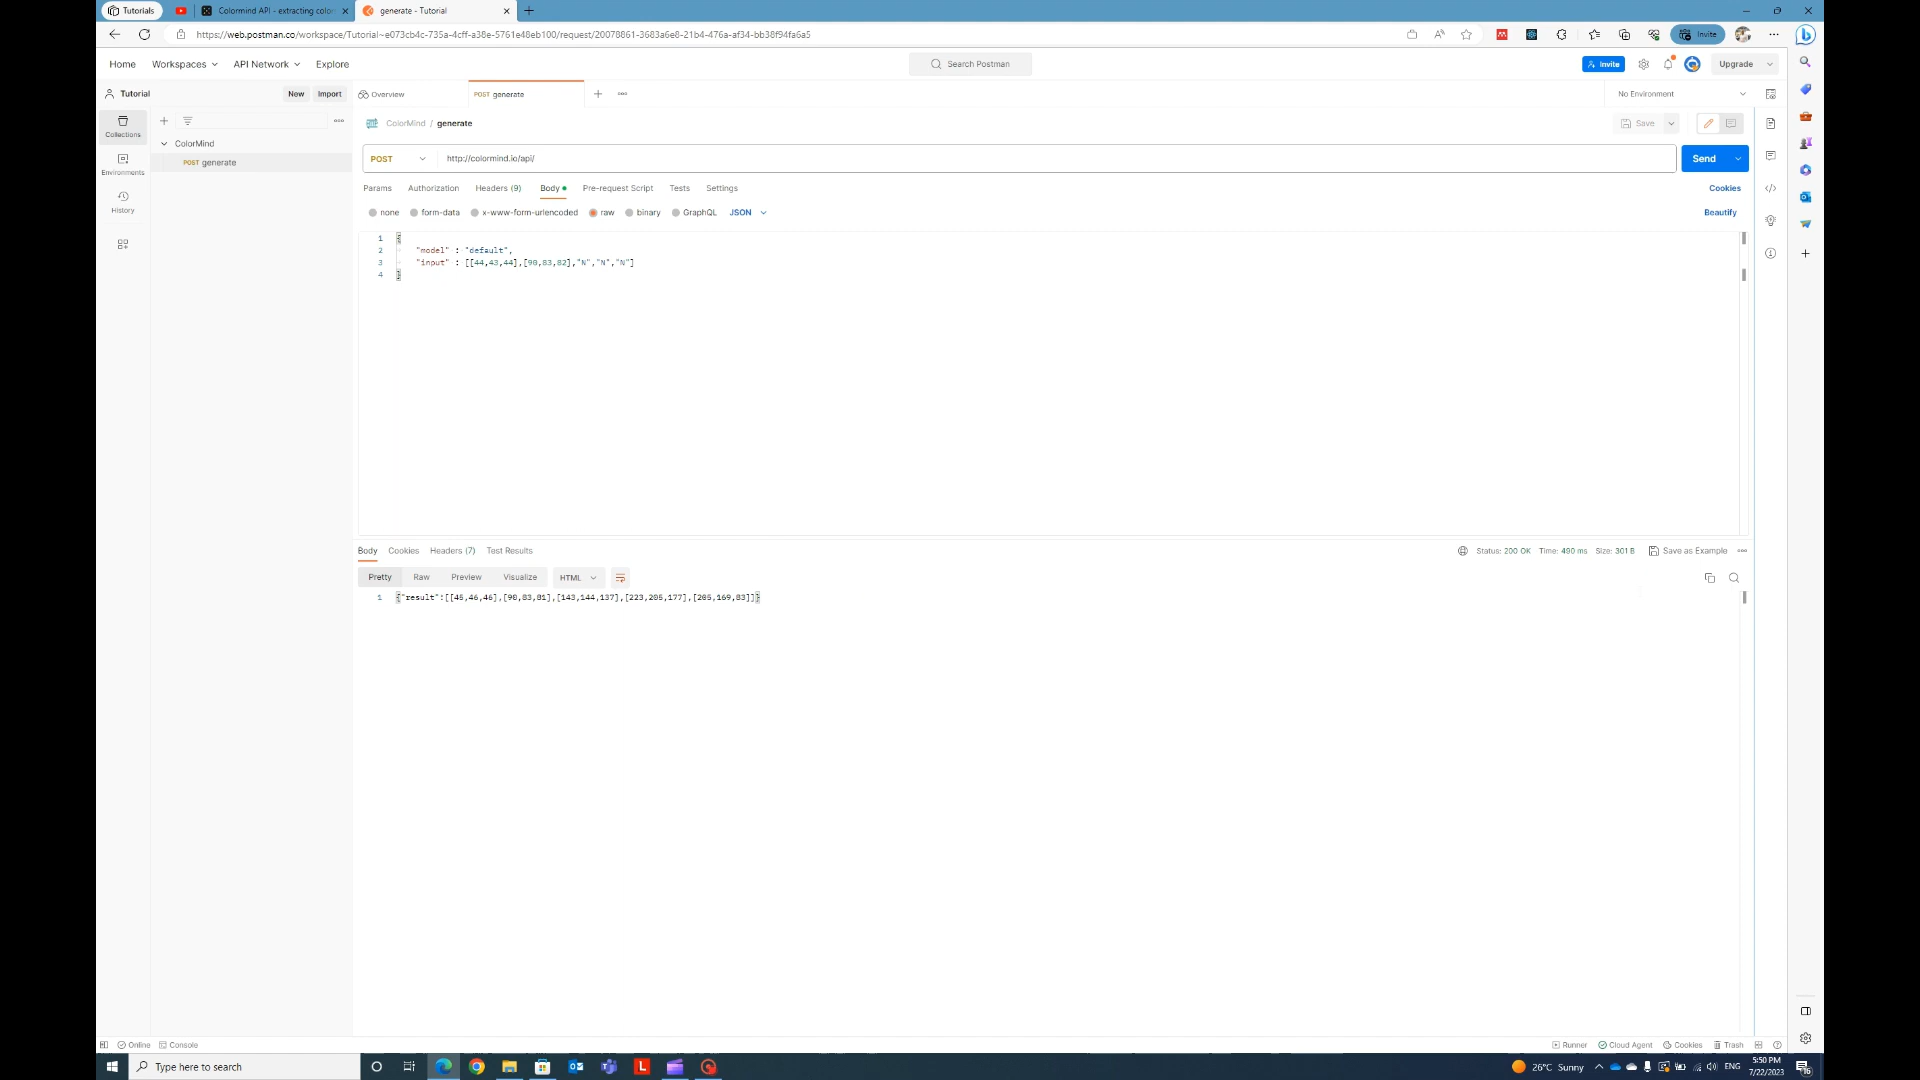 Tutorials
Colormind API - extracting colo
generate - Tutorial
https://web.postman.co/workspace/Tutorial~e073cb4c-735a-4cff-a38e-5761e48eb100/request/20078861-3683a6e8-21b4-476a-af34-bb38f94fa6a5
Invite
Home
Workspaces
API Network
Explore
Search Postman
Invite
Upgrade
Tutorial
New
Import
Overview
POST generate
No Environment
Collections
Environments
History
ColorMind
POST generate
ColorMind / generate
Save
POST
http://colormind.io/api/
Send
Params
Authorization
Headers (9)
Body
Pre-request Script
Tests
Settings
Cookies
none
form-data
x-www-form-urlencoded
raw
binary
GraphQL
JSON
Beautify
1 {
2 "model" : "default",
3 "input" : [[44,43,44],[90,83,82],"N","N","N"]
4 }
Body
Cookies
Headers (7)
Test Results
Status: 200 OK
Time: 490 ms
Size: 301 B
Save as Example
Pretty
Raw
Preview
Visualize
HTML
1 {"result":[[45,46,46],[90,83,81],[143,144,137],[223,205,177],[205,169,83]]}
Online
Console
Runner
Cloud Agent
Cookies
Trash
Type here to search
L
26°C Sunny
ENG
5:50 PM
7/22/2023